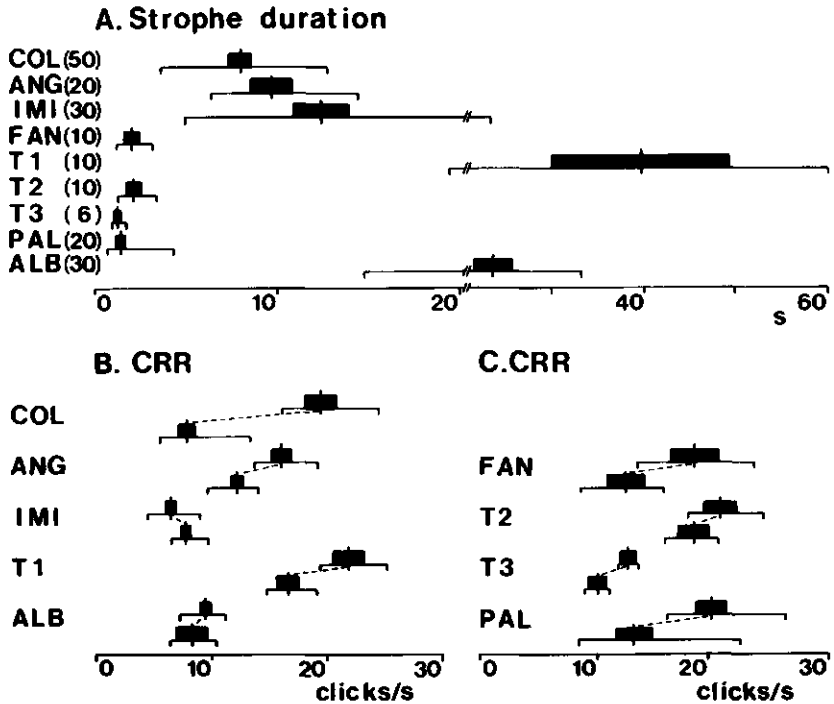 A. Strophe duration
COL (50)
ANG (20)
IMI (30)
FAN (10)
T1 (10)
T2 (10)
T3 (6)
PAL (20)
ALB (30)
0 10 20 40 60
s
B. CRR
COL
ANG
IMI
T1
ALB
0 10 20 30
clicks/s
C.CRR
FAN
T2
T3
PAL
0 10 20 30
clicks/s